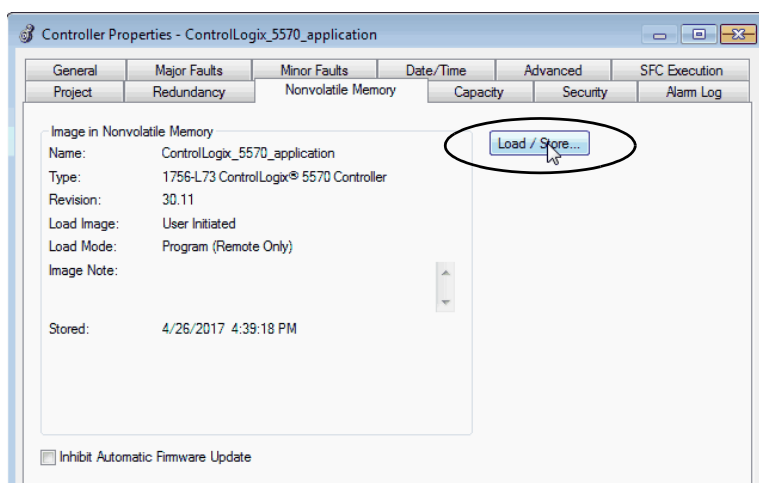 Controller Properties - ControlLogix_5570_application
General Major Faults Minor Faults Date/Time Advanced SFC Execution
Project Redundancy Nonvolatile Memory Capacity Security Alarm Log
Image in Nonvolatile Memory
Load / Store...
Name: ControlLogix_5570_application
Type: 1756-L73 ControlLogix® 5570 Controller
Revision: 30.11
Load Image: User Initiated
Load Mode: Program (Remote Only)
Image Note:
Stored: 4/26/2017 4:39:18 PM
Inhibit Automatic Firmware Update